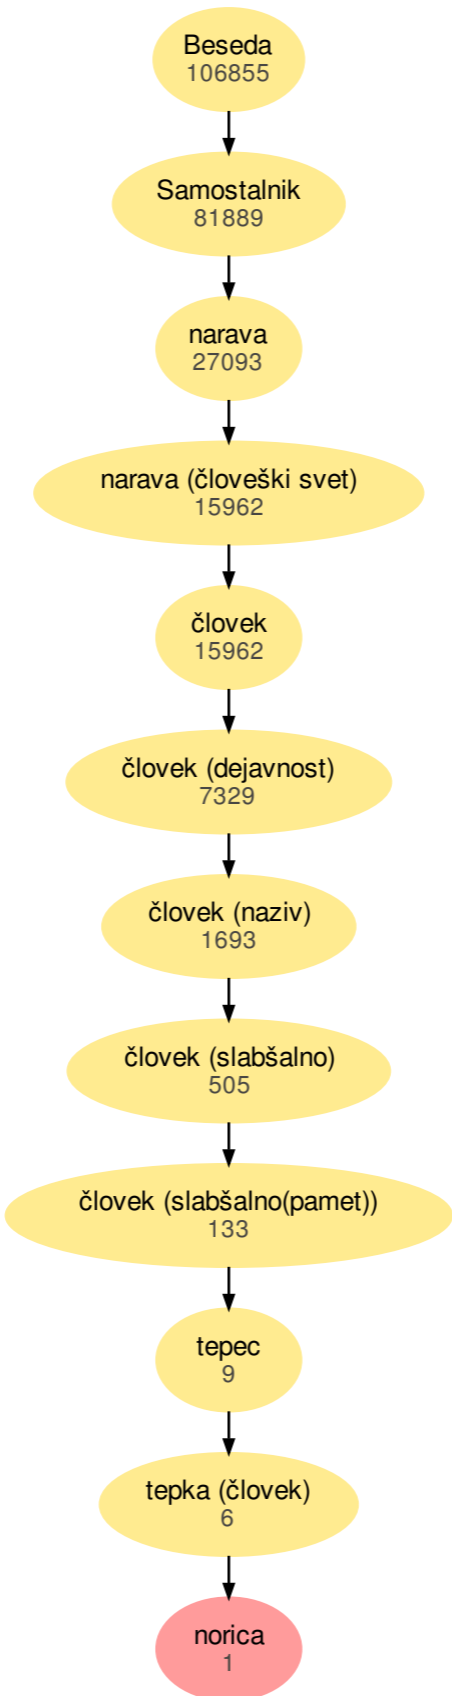 Beseda
106855
Samostalnik
81889
narava
27093
narava (človeški svet)
15962
človek
15962
človek (dejavnost)
7329
človek (naziv)
1693
človek (slabšalno)
505
človek (slabšalno(pamet))
133
tepec
9
tepka (človek)
6
norica
1